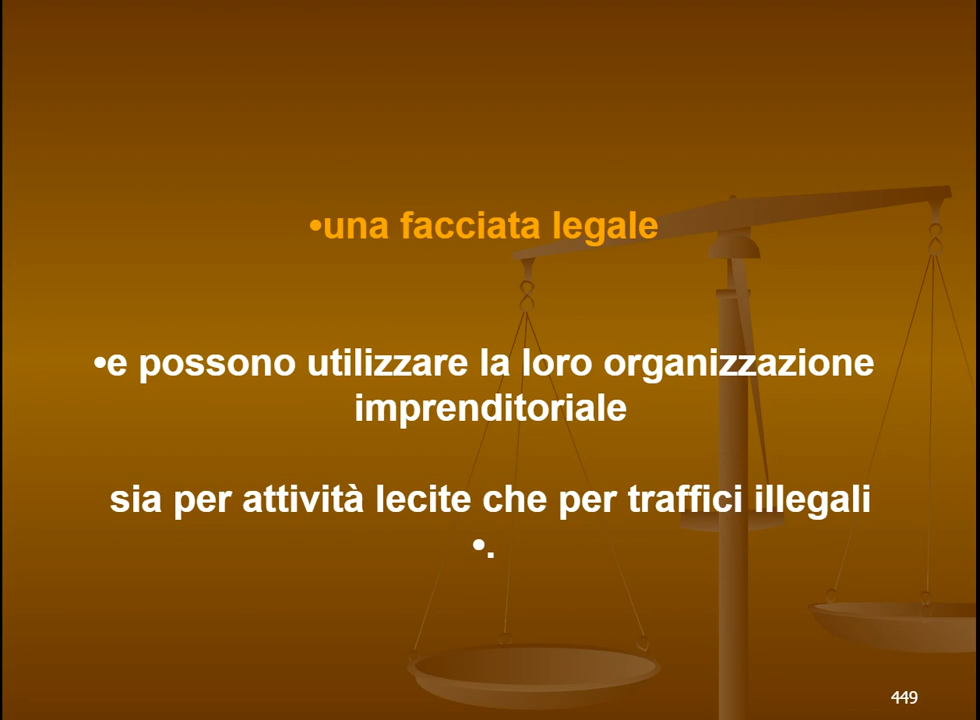 •una facciata legale
•e possono utilizzare la loro organizzazione
imprenditoriale
sia per attività lecite che per traffici illegali
•.
449